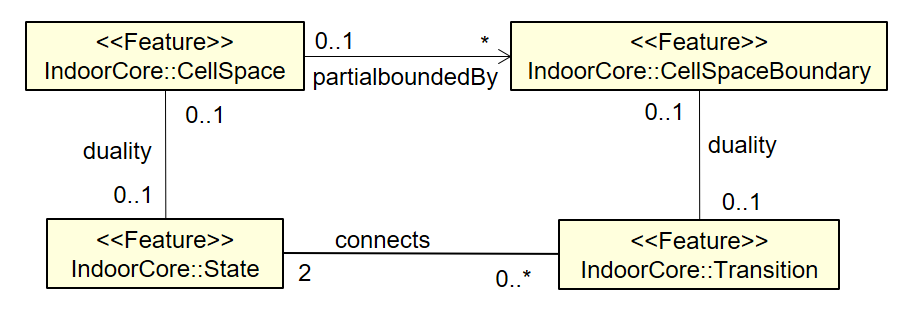 <<Feature>>
IndoorCore::CellSpace
0..1
*
partialboundedBy
<<Feature>>
IndoorCore::CellSpaceBoundary
0..1
0..1
duality
duality
0..1
0..1
<<Feature>>
IndoorCore::State
connects
2
0..*
<<Feature>>
IndoorCore::Transition